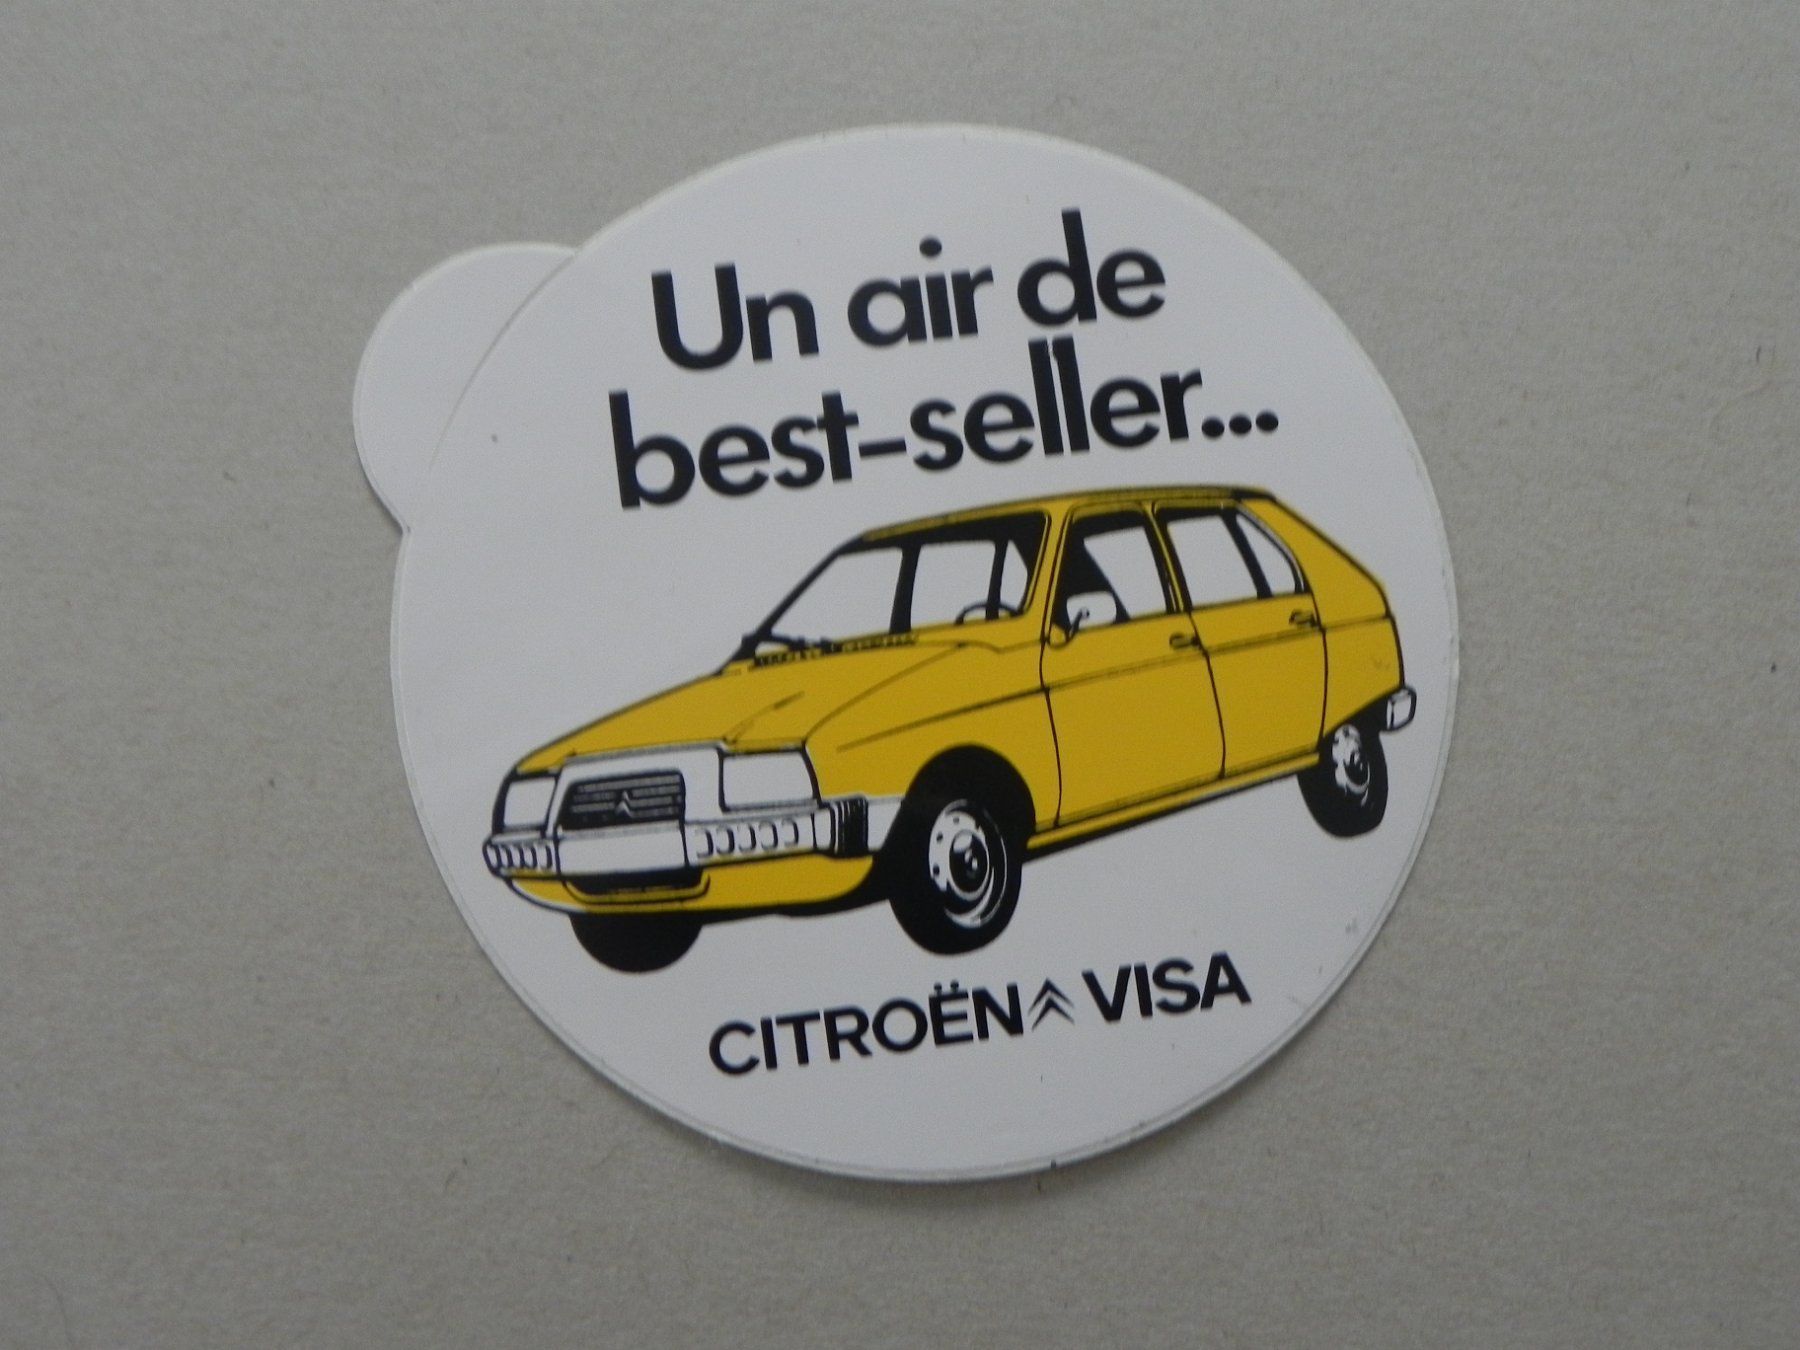 Un air de
best-seller...
CITROËN VISA